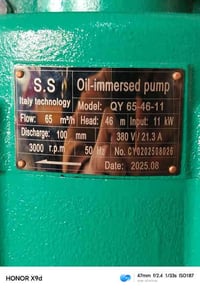 S.S
Oil-immersed pump
Italy technology
Model: QY 65-46-11
Flow: 65 m³/h Head: 46 m Input: 11 kW
Discharge: 100 mm 380 V/ 21.3 A
3000 r.p.m 50 Hz No. CY0202508026
Date: 2025.08
HONOR X9d
47mm f/2.4 1/33s ISO187